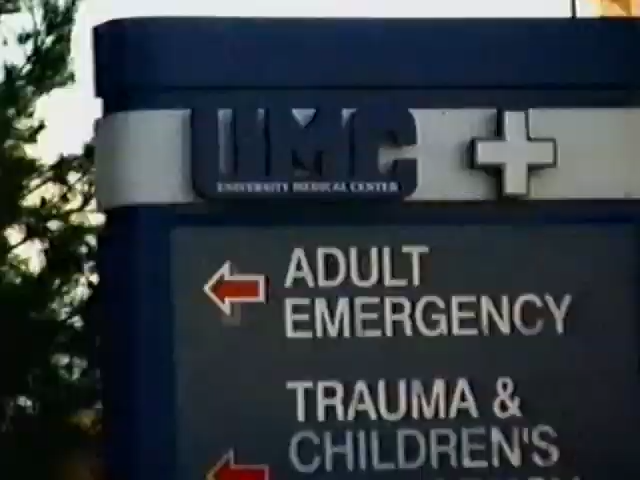 UMC
UNIVERSITY MEDICAL CENTER
ADULT
EMERGENCY
TRAUMA &
CHILDREN'S